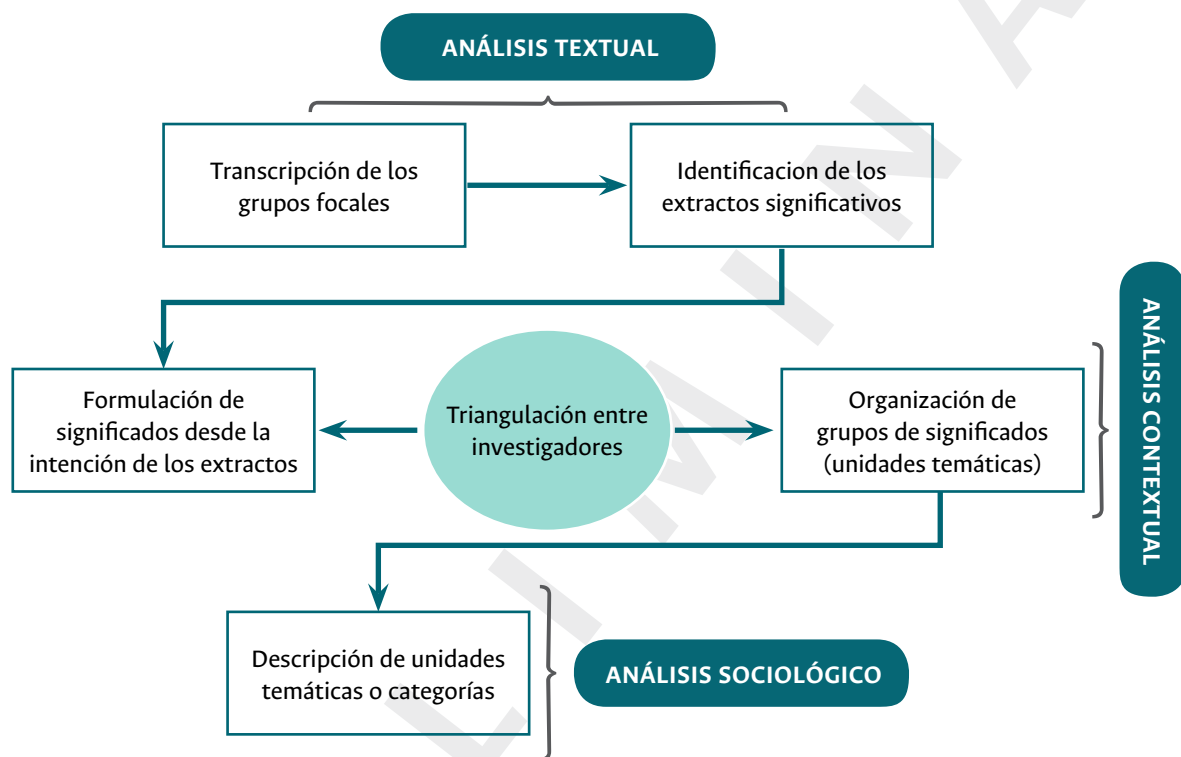 ANÁLISIS TEXTUAL
Transcripción de los
grupos focales
Identificacion de los
extractos significativos
Formulación de
significados desde la
intención de los extractos
Triangulación entre
investigadores
Organización de
grupos de significados
(unidades temáticas)
ANÁLISIS CONTEXTUAL
Descripción de unidades
temáticas o categorías
ANÁLISIS SOCIOLÓGICO
L I M I N A